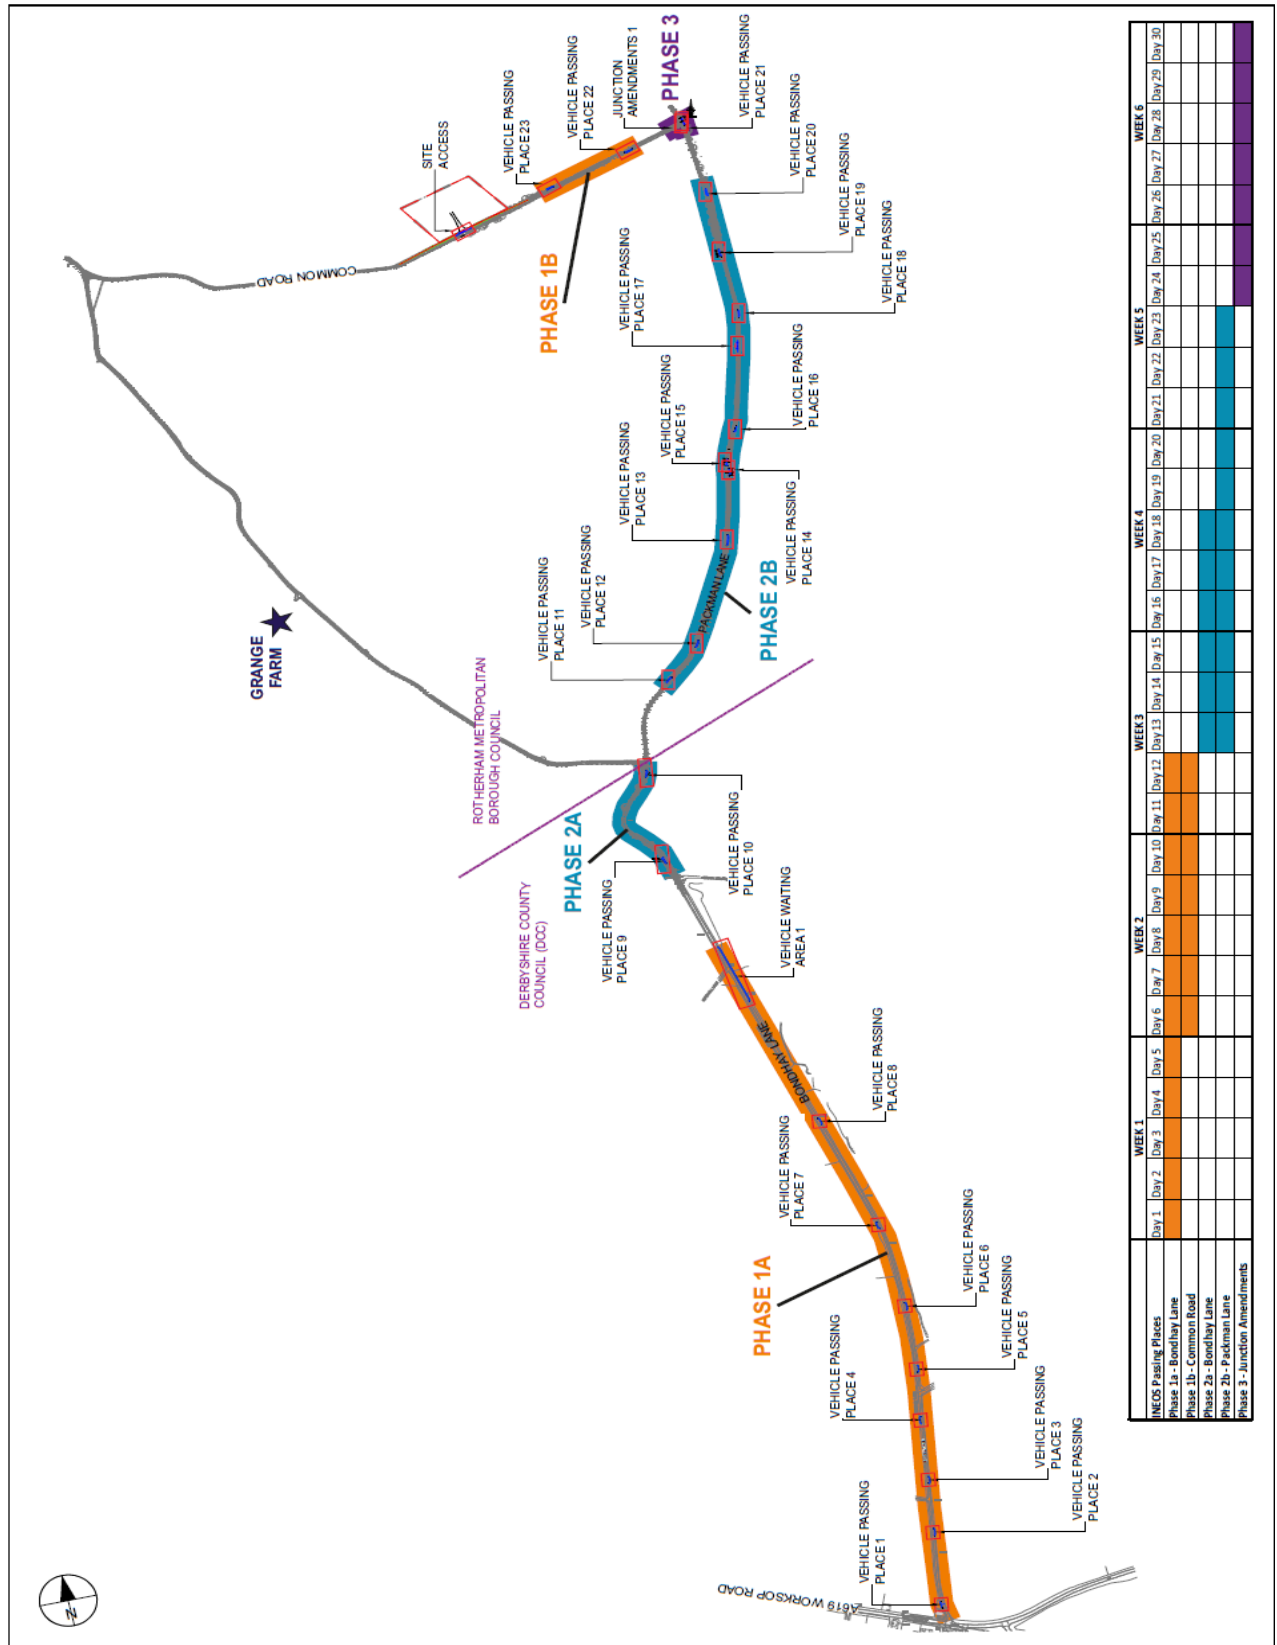 COMMON ROAD
SITE
ACCESS
VEHICLE PASSING
PLACE 23
VEHICLE PASSING
PLACE 22
JUNCTION
AMENDMENTS 1
PHASE 3
VEHICLE PASSING
PLACE 21
VEHICLE PASSING
PLACE 20
VEHICLE PASSING
PLACE 19
VEHICLE PASSING
PLACE 18
PHASE 1B
VEHICLE PASSING
PLACE 17
VEHICLE PASSING
PLACE 16
VEHICLE PASSING
PLACE 15
VEHICLE PASSING
PLACE 14
VEHICLE PASSING
PLACE 13
VEHICLE PASSING
PLACE 12
VEHICLE PASSING
PLACE 11
PACKMAN LANE
PHASE 2B
GRANGE
FARM
ROTHERHAM METROPOLITAN
BOROUGH COUNCIL
DERBYSHIRE COUNTY
COUNCIL (DCC)
PHASE 2A
VEHICLE PASSING
PLACE 10
VEHICLE PASSING
PLACE 9
VEHICLE WAITING
AREA 1
BONDHAY LANE
VEHICLE PASSING
PLACE 8
VEHICLE PASSING
PLACE 7
PHASE 1A
VEHICLE PASSING
PLACE 6
VEHICLE PASSING
PLACE 5
VEHICLE PASSING
PLACE 4
VEHICLE PASSING
PLACE 3
VEHICLE PASSING
PLACE 2
VEHICLE PASSING
PLACE 1
A619 WORKSOP ROAD
N
WEEK 1 WEEK 2 WEEK 3 WEEK 4 WEEK 5 WEEK 6
INEOS Passing Places Day 1 Day 2 Day 3 Day 4 Day 5 Day 6 Day 7 Day 8 Day 9 Day 10 Day 11 Day 12 Day 13 Day 14 Day 15 Day 16 Day 17 Day 18 Day 19 Day 20 Day 21 Day 22 Day 23 Day 24 Day 25 Day 26 Day 27 Day 28 Day 29 Day 30
Phase 1a - Bondhay Lane
Phase 1b - Common Road
Phase 2a - Bondhay Lane
Phase 2b - Packman Lane
Phase 3 - Junction Amendments